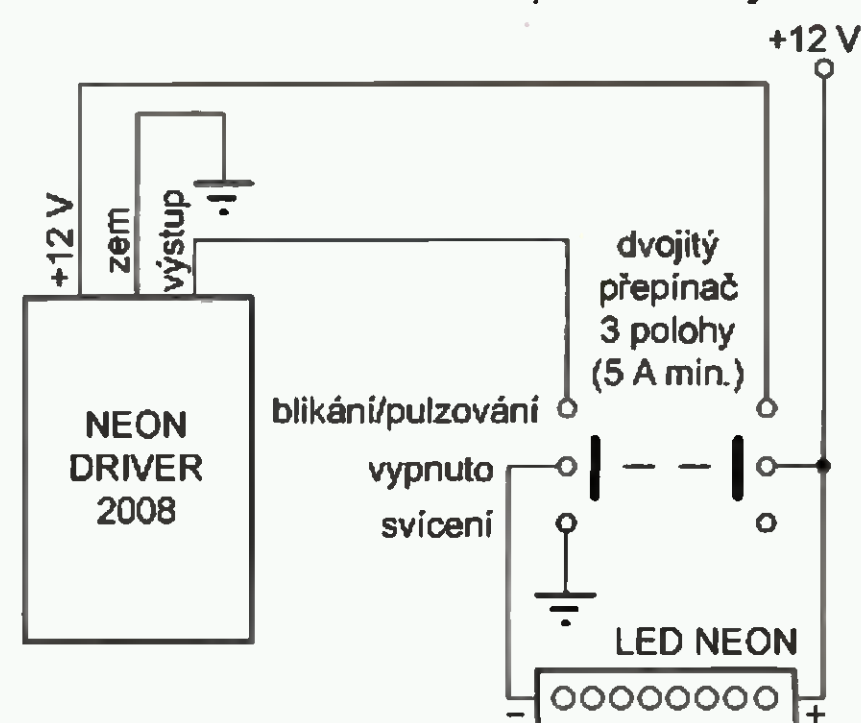 +12 V
+12 V
zem
výstup
dvojitý
přepínač
3 polohy
(5 A min.)
NEON
DRIVER
2008
blikání/pulzování
vypnuto
svícení
LED NEON
-
+